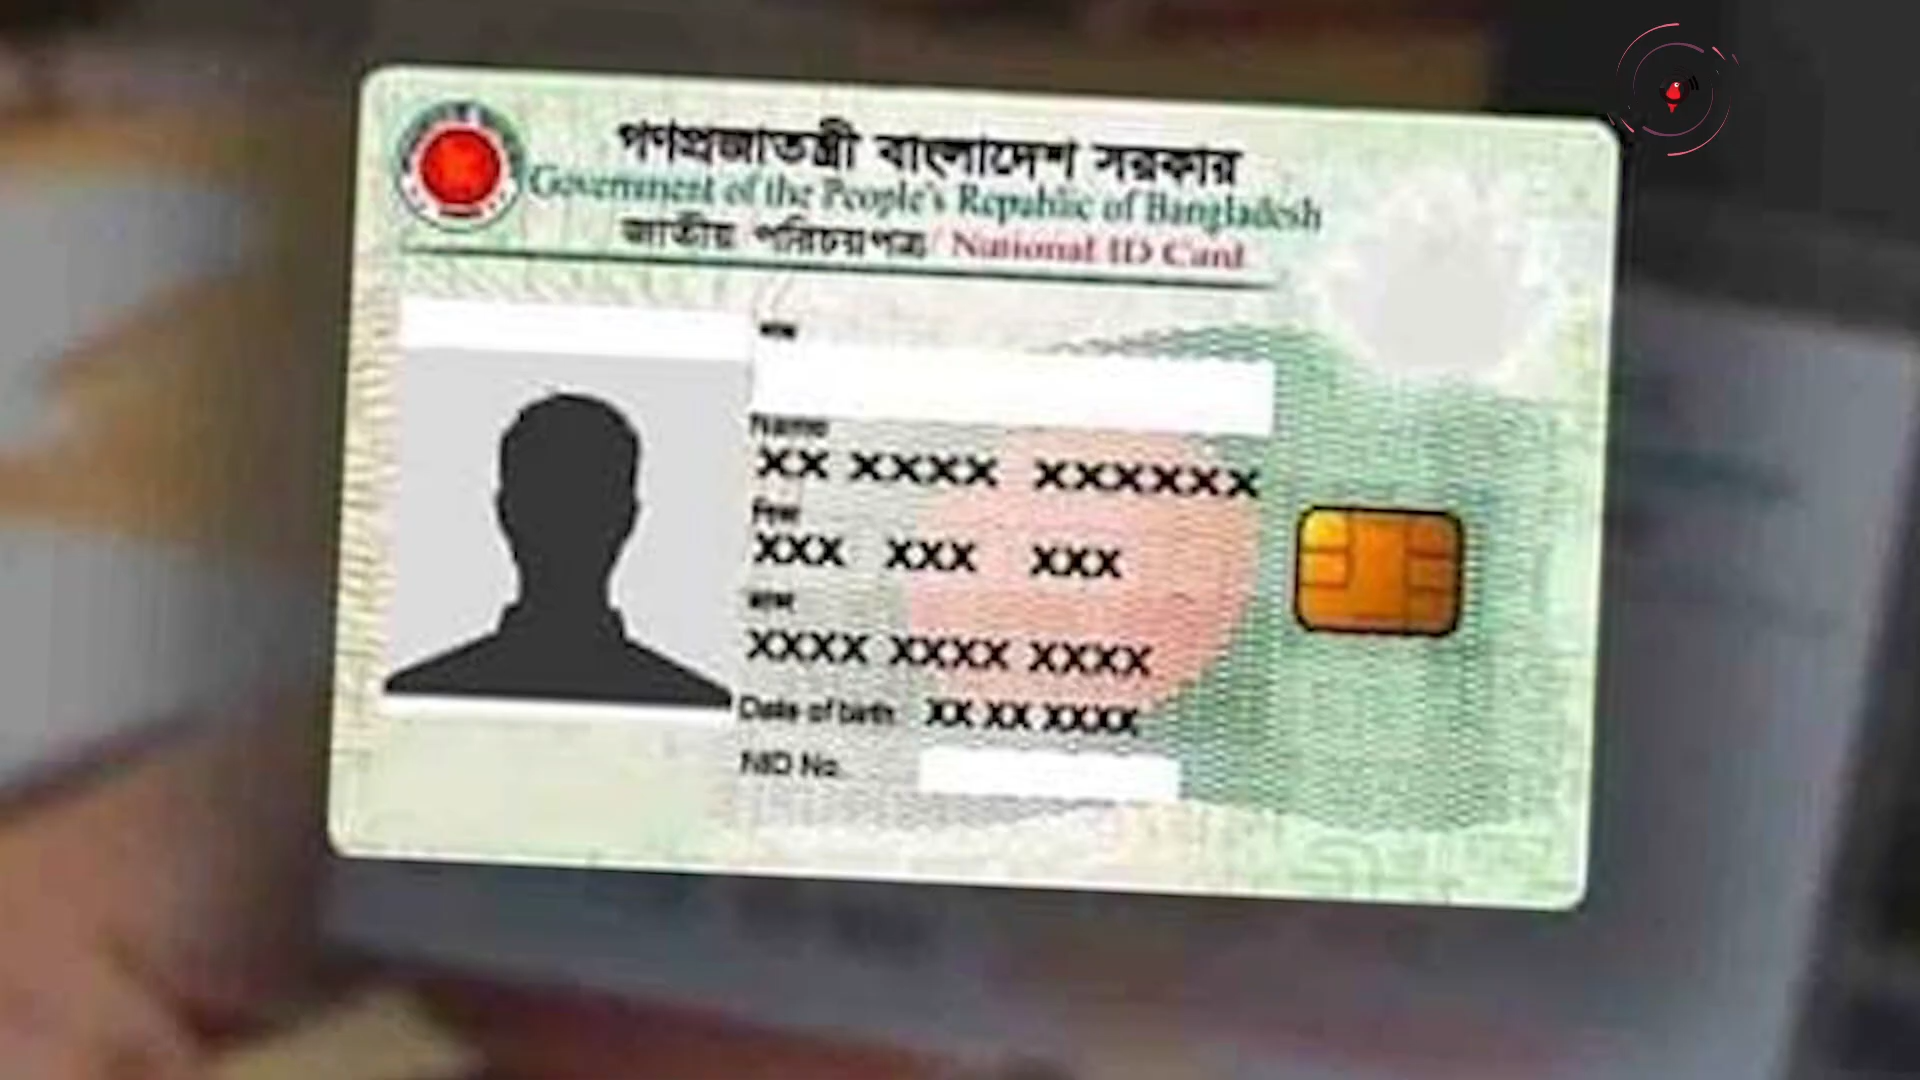 গণপ্রজাতন্ত্রী বাংলাদেশ সরকার
Government of the People's Republic of Bangladesh
জাতীয় পরিচয়পত্র / National ID Card
নাম
Name
XX XXXX XXXXXX
পিতা
XXX XXX XXX
মাতা
XXXX XXXX XXXX
Date of birth XX XX XXXX
NID No.